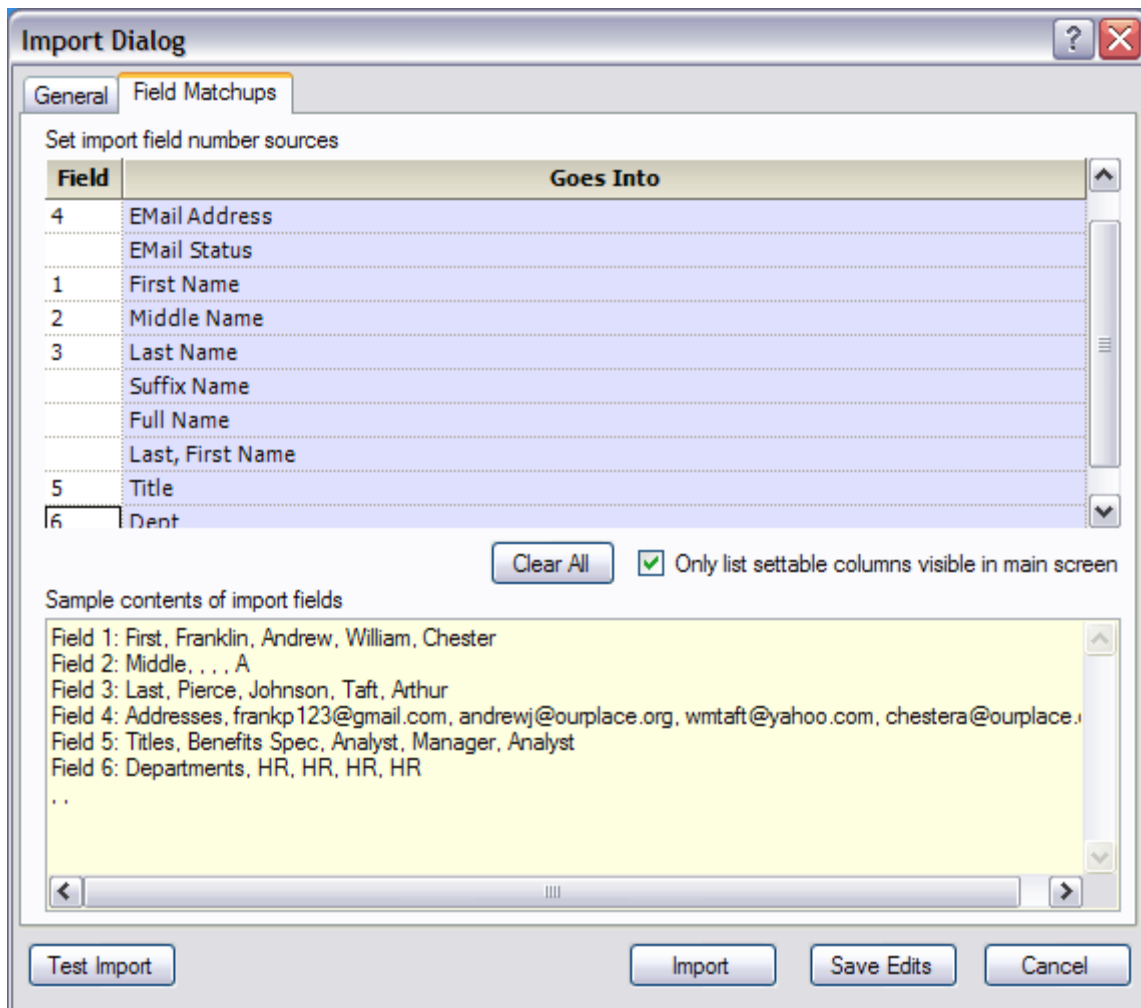 Import Dialog
General Field Matchups
Set import field number sources
Field Goes Into
4 EMail Address
EMail Status
1 First Name
2 Middle Name
3 Last Name
Suffix Name
Full Name
Last, First Name
5 Title
6 Dept
Clear All Only list settable columns visible in main screen
Sample contents of import fields
Field 1: First, Franklin, Andrew, William, Chester
Field 2: Middle, , , , A
Field 3: Last, Pierce, Johnson, Taft, Arthur
Field 4: Addresses, frankp123@gmail.com, andrewj@ourplace.org, wmtaft@yahoo.com, chestera@ourplace.
Field 5: Titles, Benefits Spec, Analyst, Manager, Analyst
Field 6: Departments, HR, HR, HR, HR
. .
Test Import Import Save Edits Cancel